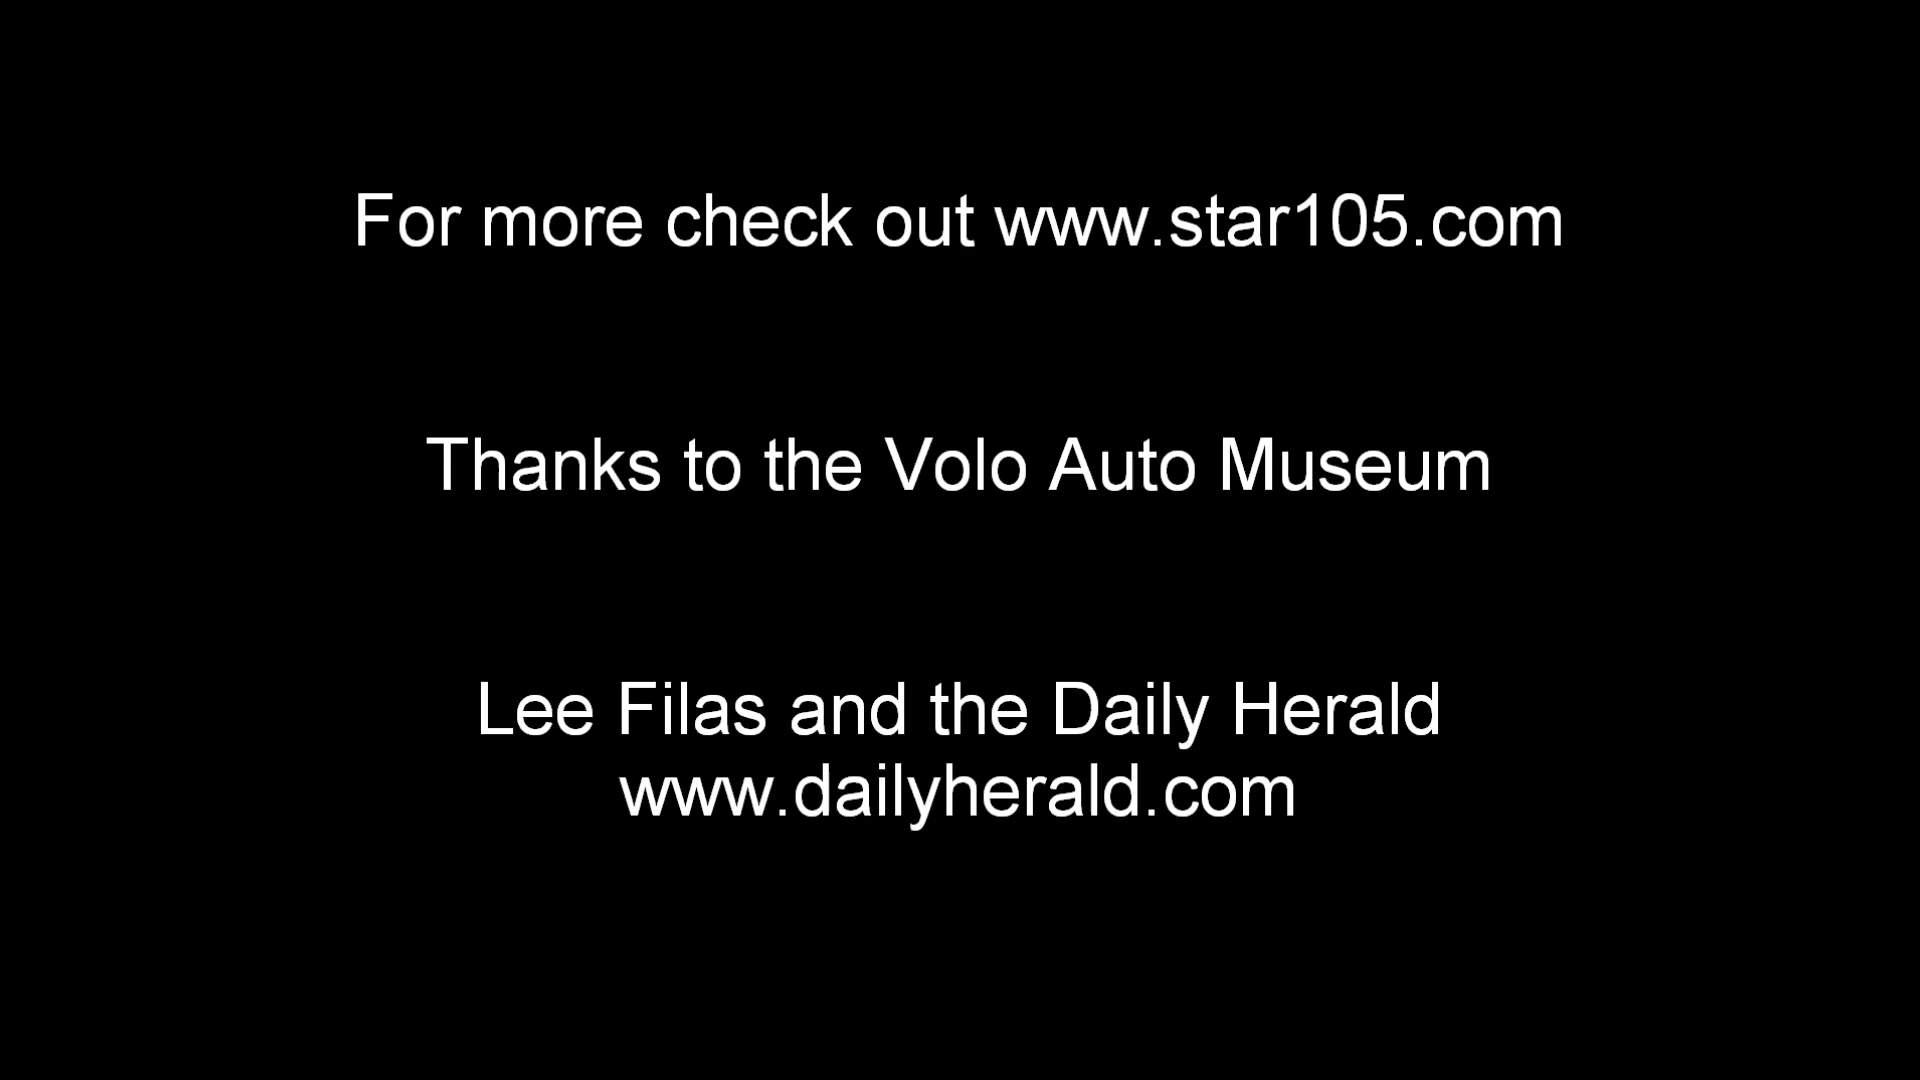 For more check out www.star105.com
Thanks to the Volo Auto Museum
Lee Filas and the Daily Herald
www.dailyherald.com